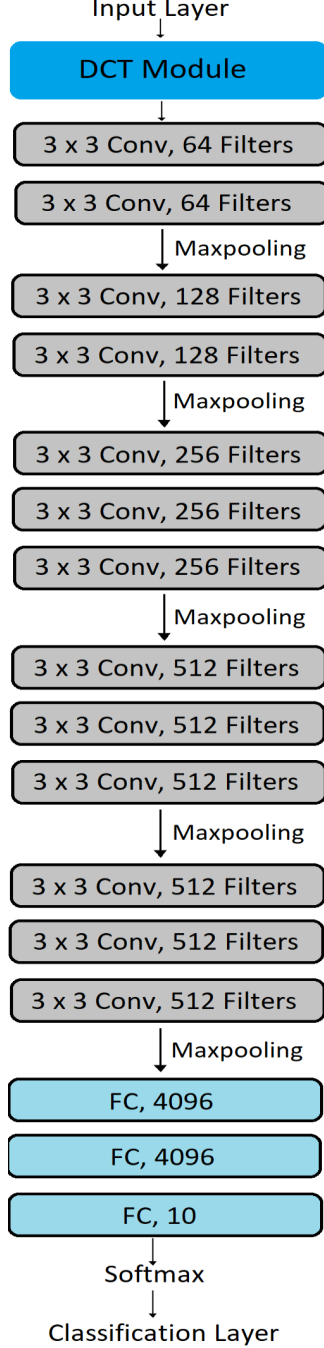 Input Layer
DCT Module
3 x 3 Conv, 64 Filters
3 x 3 Conv, 64 Filters
Maxpooling
3 x 3 Conv, 128 Filters
3 x 3 Conv, 128 Filters
Maxpooling
3 x 3 Conv, 256 Filters
3 x 3 Conv, 256 Filters
3 x 3 Conv, 256 Filters
Maxpooling
3 x 3 Conv, 512 Filters
3 x 3 Conv, 512 Filters
3 x 3 Conv, 512 Filters
Maxpooling
3 x 3 Conv, 512 Filters
3 x 3 Conv, 512 Filters
3 x 3 Conv, 512 Filters
Maxpooling
FC, 4096
FC, 4096
FC, 10
Softmax
Classification Layer